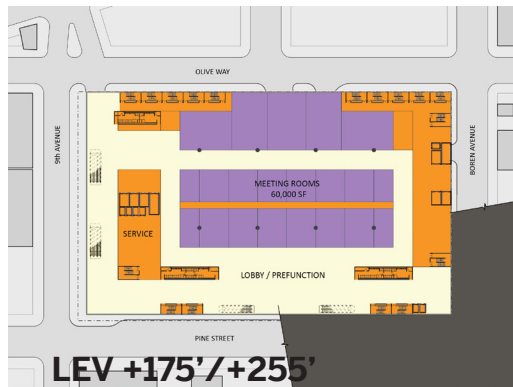 OLIVE WAY
9th AVENUE
BOREN AVENUE
MEETING ROOMS
60,000 SF
SERVICE
LOBBY / PREFUNCTION
PINE STREET
LEV +175’/+255’